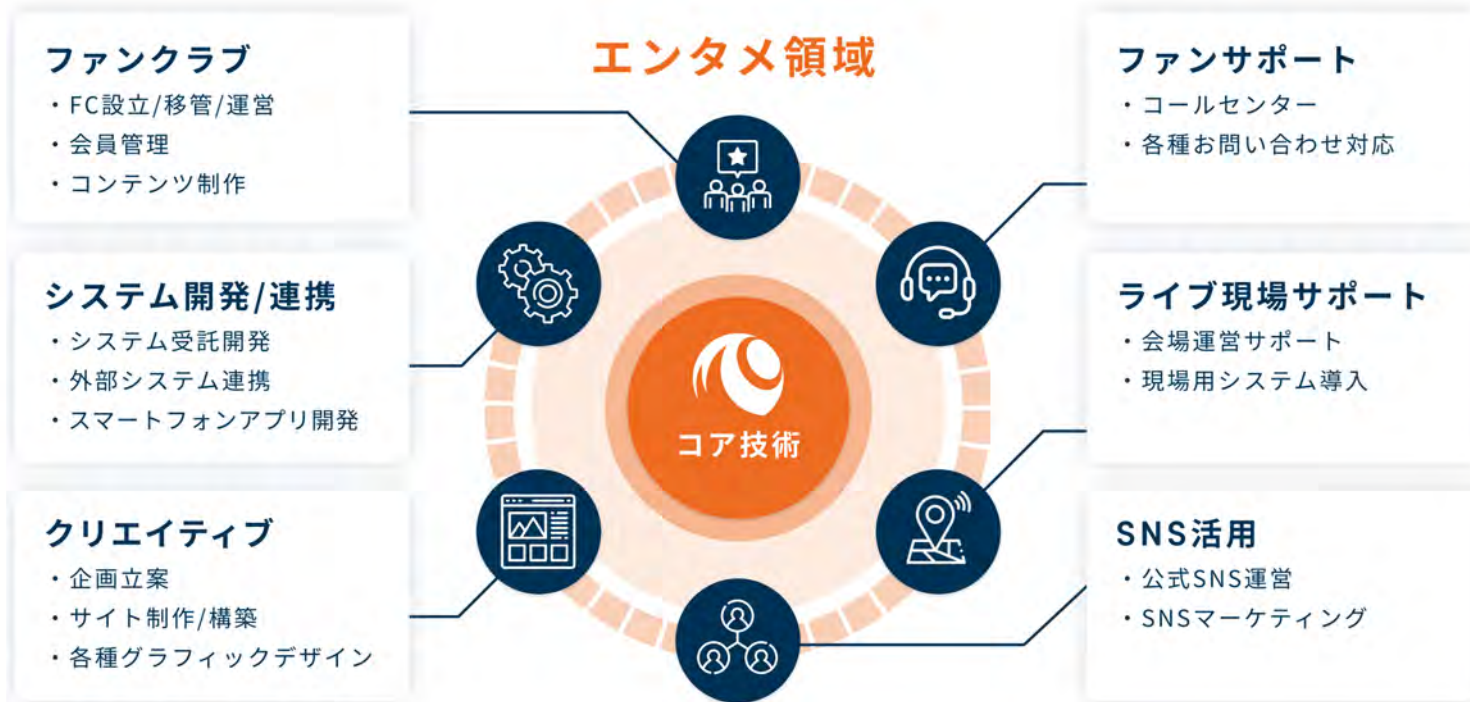 エンタメ領域
ファンクラブ
・FC設立/移管/運営
・会員管理
・コンテンツ制作
システム開発/連携
・システム受託開発
・外部システム連携
・スマートフォンアプリ開発
クリエイティブ
・企画立案
・サイト制作/構築
・各種グラフィックデザイン
コア技術
ファンサポート
・コールセンター
・各種お問い合わせ対応
ライブ現場サポート
・会場運営サポート
・現場用システム導入
SNS活用
・公式SNS運営
・SNSマーケティング